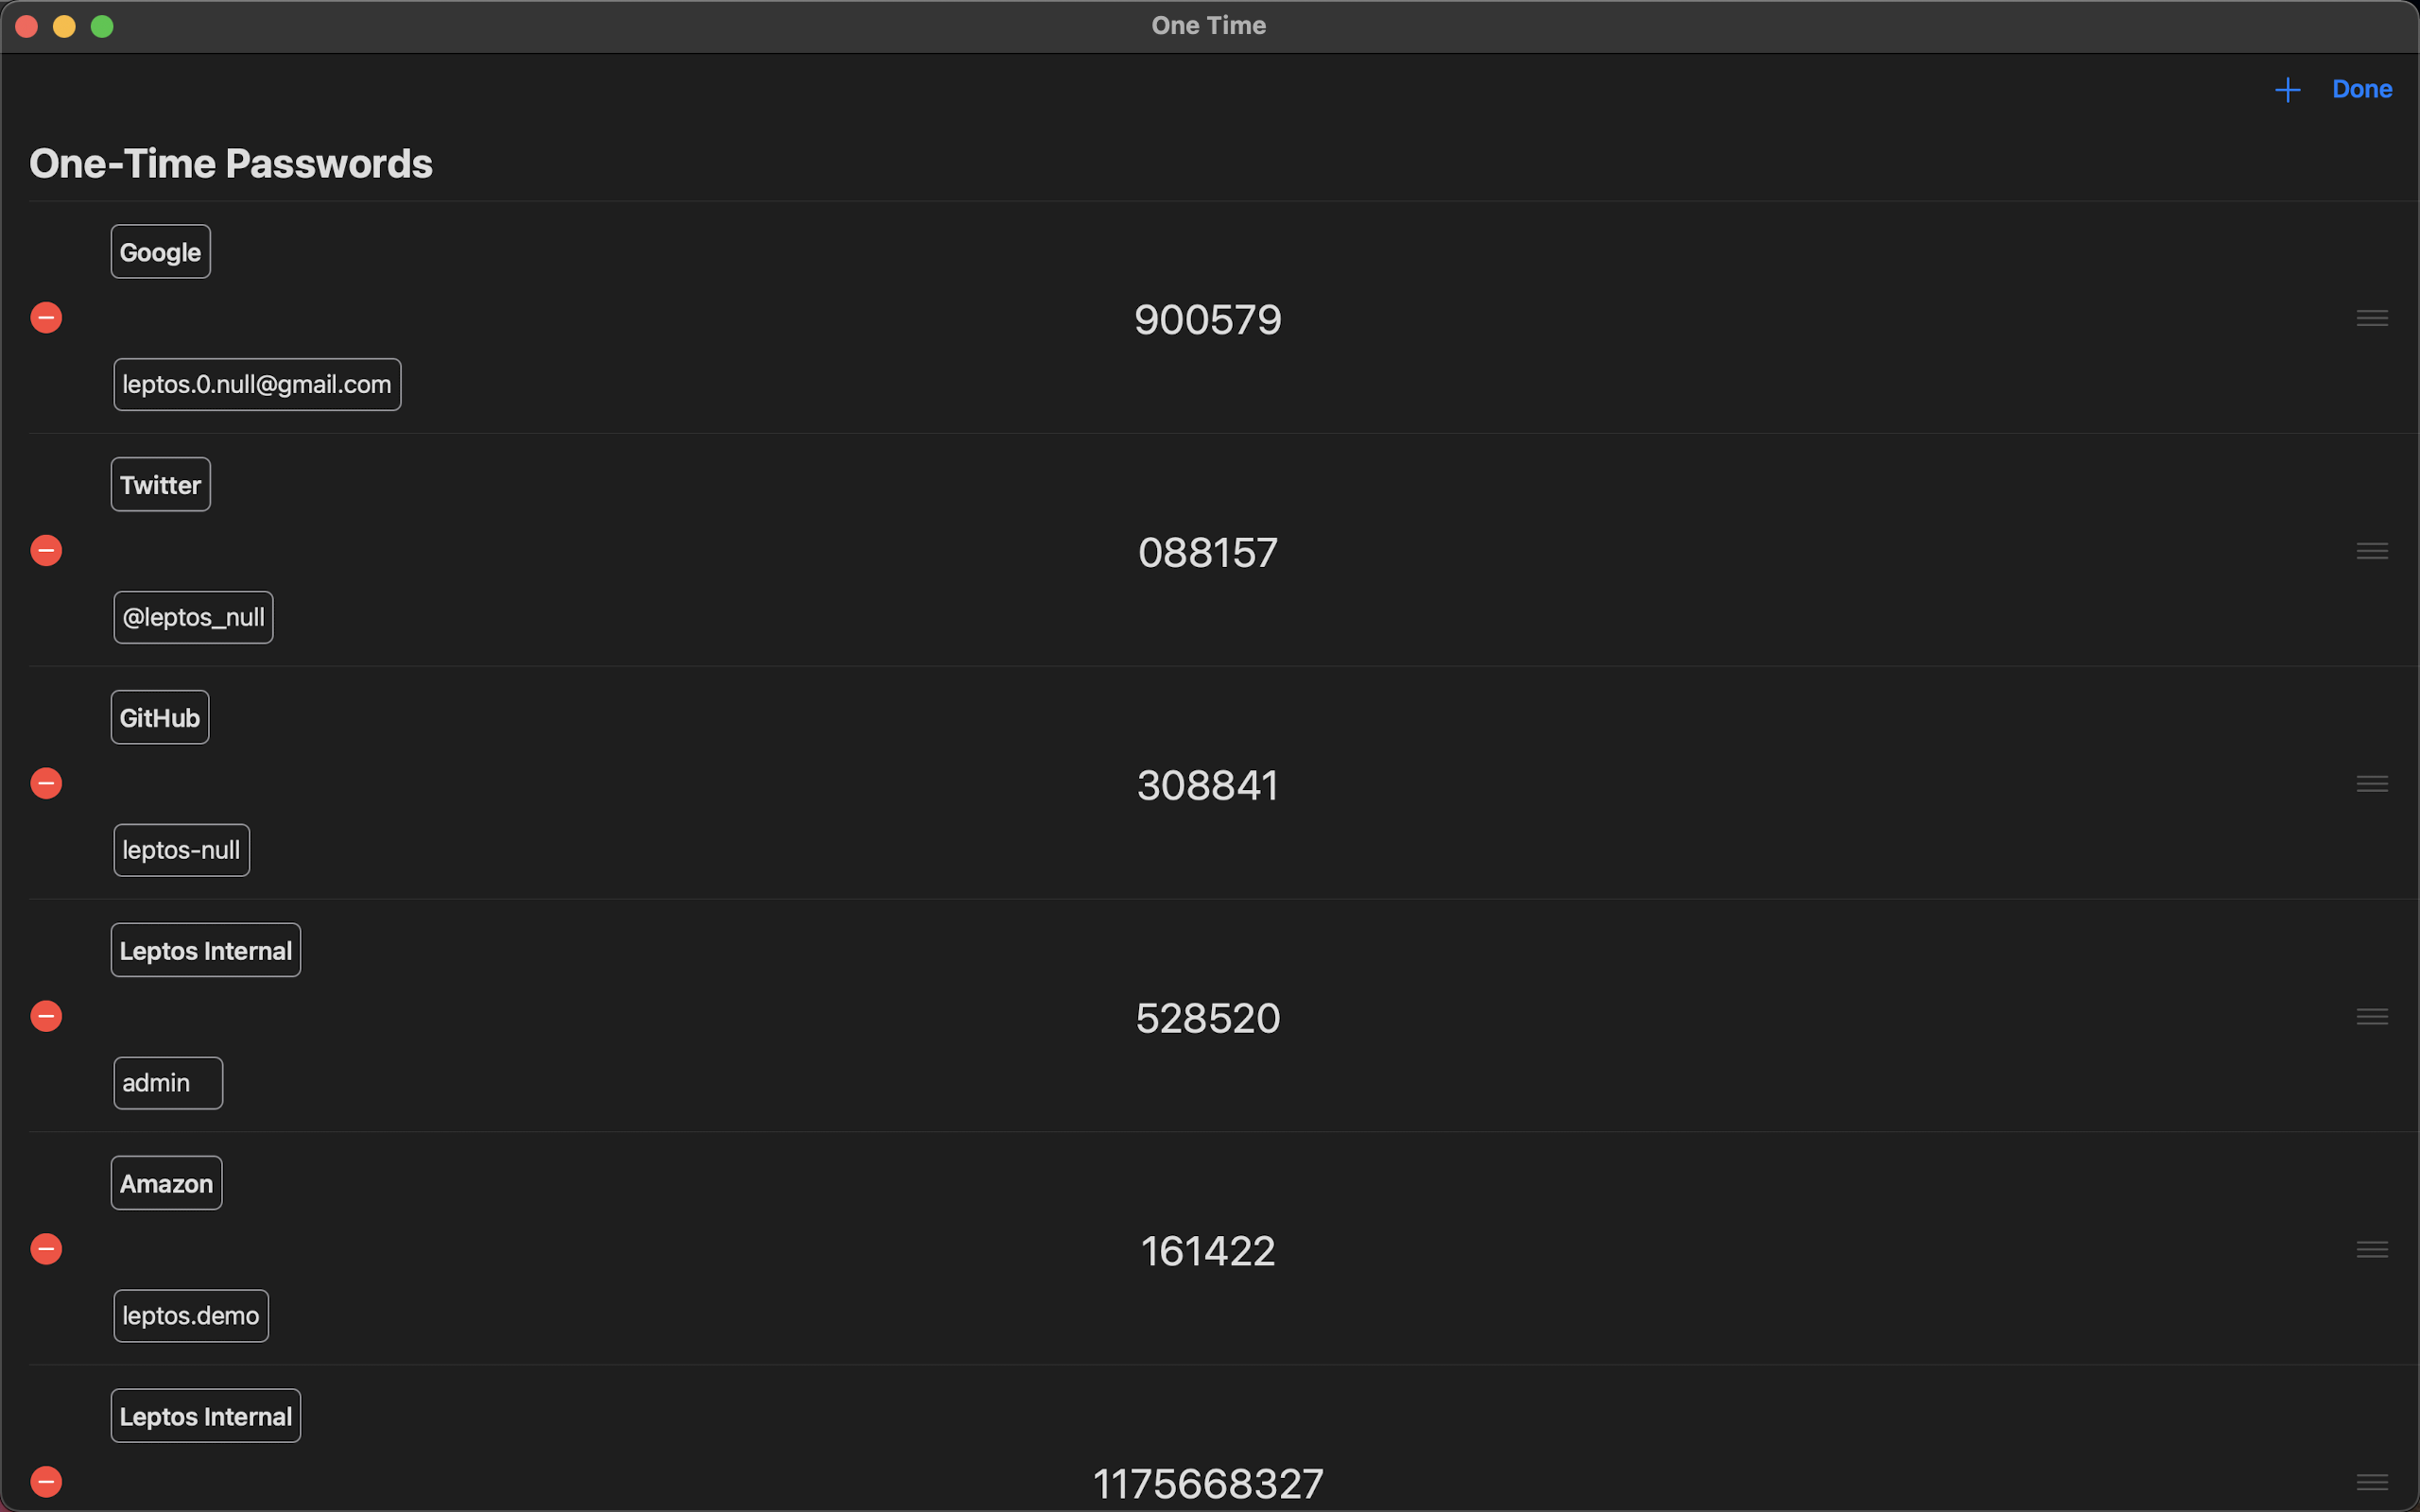 One Time
Done
One-Time Passwords
Google
900579
leptos.0.null@gmail.com
Twitter
088157
@leptos_null
GitHub
308841
leptos-null
Leptos Internal
528520
admin
Amazon
161422
leptos.demo
Leptos Internal
1175668327